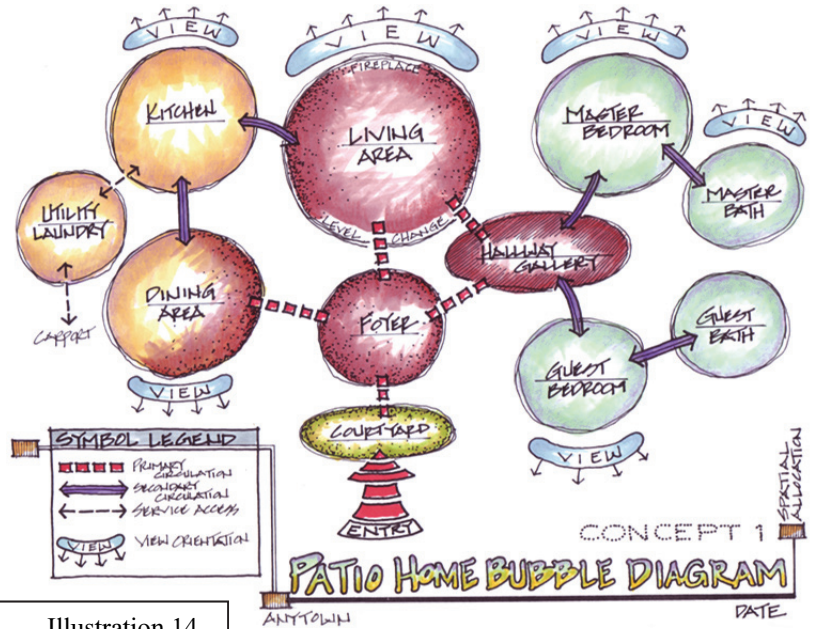 VIEW
VIEW
VIEW
FIREPLACE
KITCHEN
LIVING
AREA
MASTER
BEDROOM
VIEW
MASTER
BATH
UTILITY
LAUNDRY
LEVEL CHANGE
HALLWAY
GALLERY
DINING
AREA
FOYER
GUEST
BATH
CARPORT
GUEST
BEDROOM
VIEW
COURTYARD
VIEW
SYMBOL LEGEND
PRIMARY
CIRCULATION
SECONDARY
CIRCULATION
SERVICE ACCESS
VIEW
VIEW ORIENTATION
ENTRY
SPATIAL
ALLOCATION
CONCEPT 1
PATIO HOME BUBBLE DIAGRAM
ANYTOWN
DATE
Illustration 14